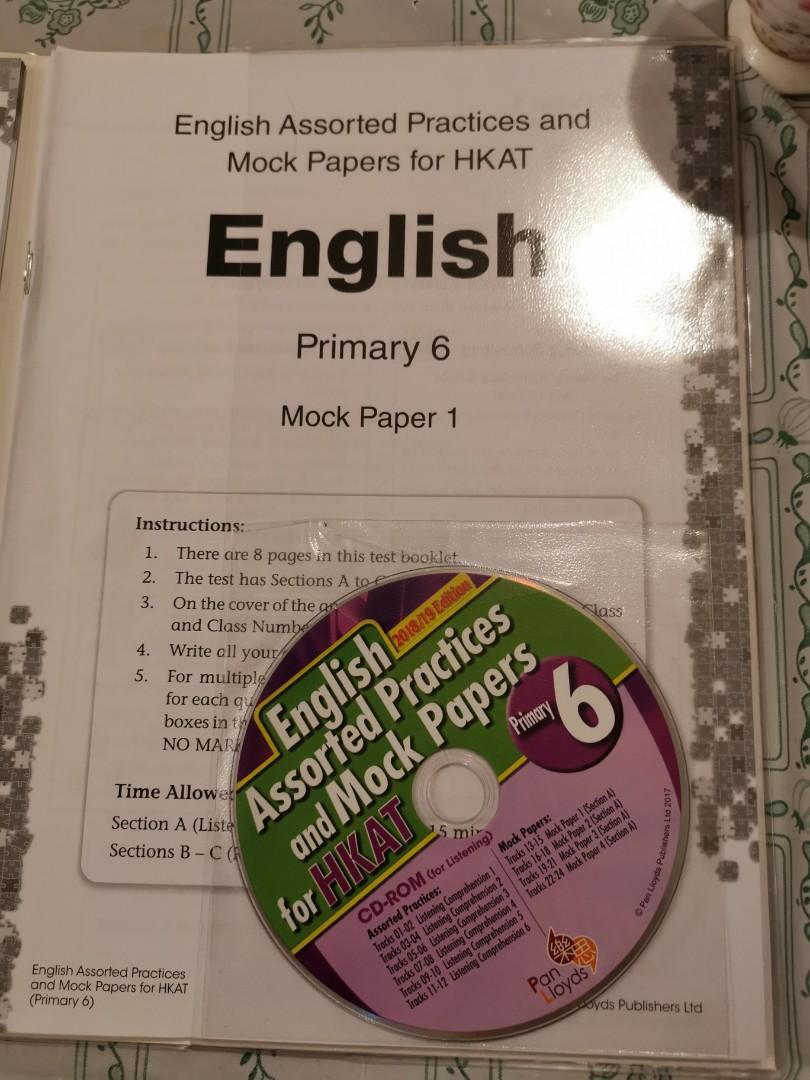 English Assorted Practices and
Mock Papers for HKAT
English
Primary 6
Mock Paper 1
Instructions:
1. There are 8 pages in this test booklet.
2. The test has Sections A to
3. On the cover of the Class
and Class Numbe
4. Write all your
5. For multiple
for each
boxes in
NO MAR
Time Allowe
Section A (Liste 15 min
Sections B – C (
English Assorted Practices
and Mock Papers for HKAT
(Primary 6)
oyds Publishers Ltd
2018/19 Edition
English
Assorted Practices
and Mock Papers
for HKAT
Primary 6
CD-ROM (for Listening)
Assorted Practices:
Tracks 01-02 Listening Comprehension 1
Tracks 03-04 Listening Comprehension 2
Tracks 05-06 Listening Comprehension 3
Tracks 07-08 Listening Comprehension 4
Tracks 09-10 Listening Comprehension 5
Tracks 11-12 Listening Comprehension 6
Mock Papers:
Tracks 13-15 Mock Paper 1 (Section A)
Tracks 16-18 Mock Paper 2 (Section A)
Tracks 19-21 Mock Paper 3 (Section A)
Tracks 22-24 Mock Paper 4 (Section A)
© Pan Lloyds Publishers Ltd 2017
樂思
Pan
Lloyds